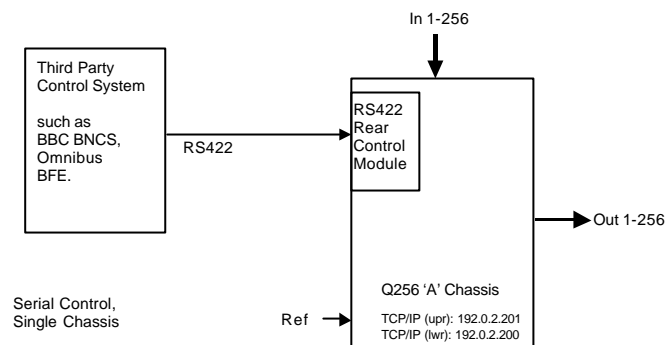 In 1-256
Third Party
Control System
such as
BBC BNCS,
Omnibus
BFE.
RS422
RS422
Rear
Control
Module
Out 1-256
Serial Control,
Single Chassis
Ref
Q256 ‘A’ Chassis
TCP/IP (upr): 192.0.2.201
TCP/IP (lwr): 192.0.2.200